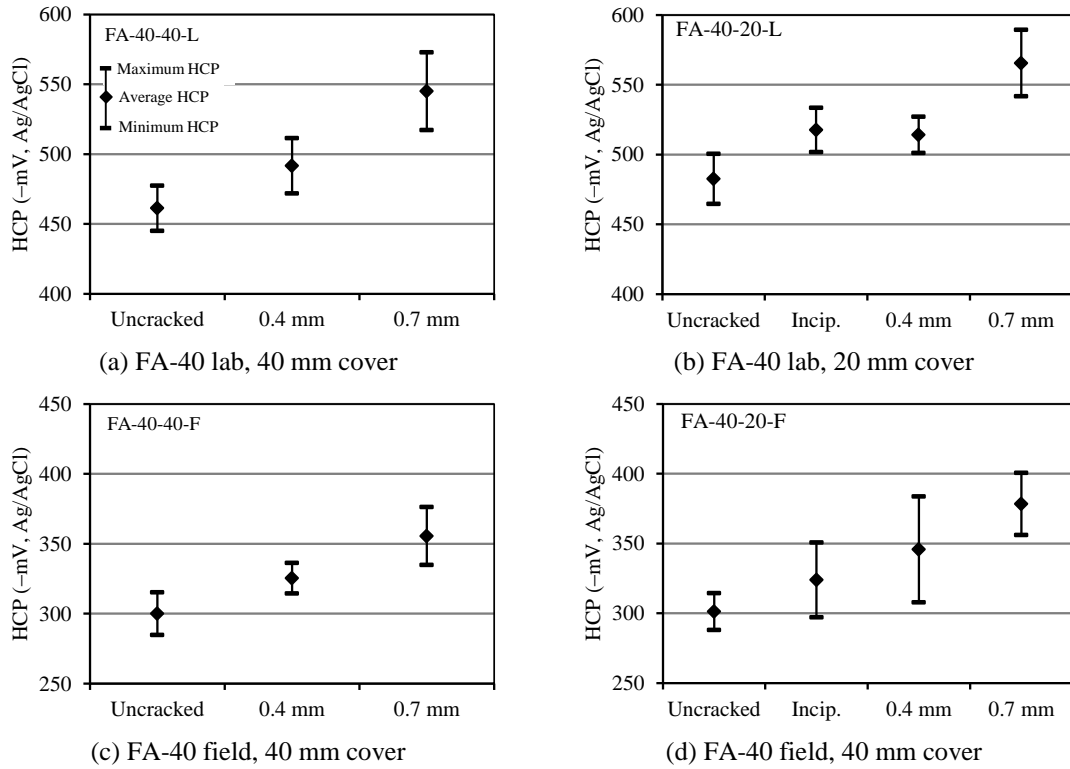 HCP (–mV, Ag/AgCl)
600
550
500
450
400
FA-40-40-L
Maximum HCP
Average HCP
Minimum HCP
Uncracked 0.4 mm 0.7 mm
(a) FA-40 lab, 40 mm cover
HCP (–mV, Ag/AgCl)
600
550
500
450
400
FA-40-20-L
Uncracked Incip. 0.4 mm 0.7 mm
(b) FA-40 lab, 20 mm cover
HCP (–mV, Ag/AgCl)
450
400
350
300
250
FA-40-40-F
Uncracked 0.4 mm 0.7 mm
(c) FA-40 field, 40 mm cover
HCP (–mV, Ag/AgCl)
450
400
350
300
250
FA-40-20-F
Uncracked Incip. 0.4 mm 0.7 mm
(d) FA-40 field, 40 mm cover